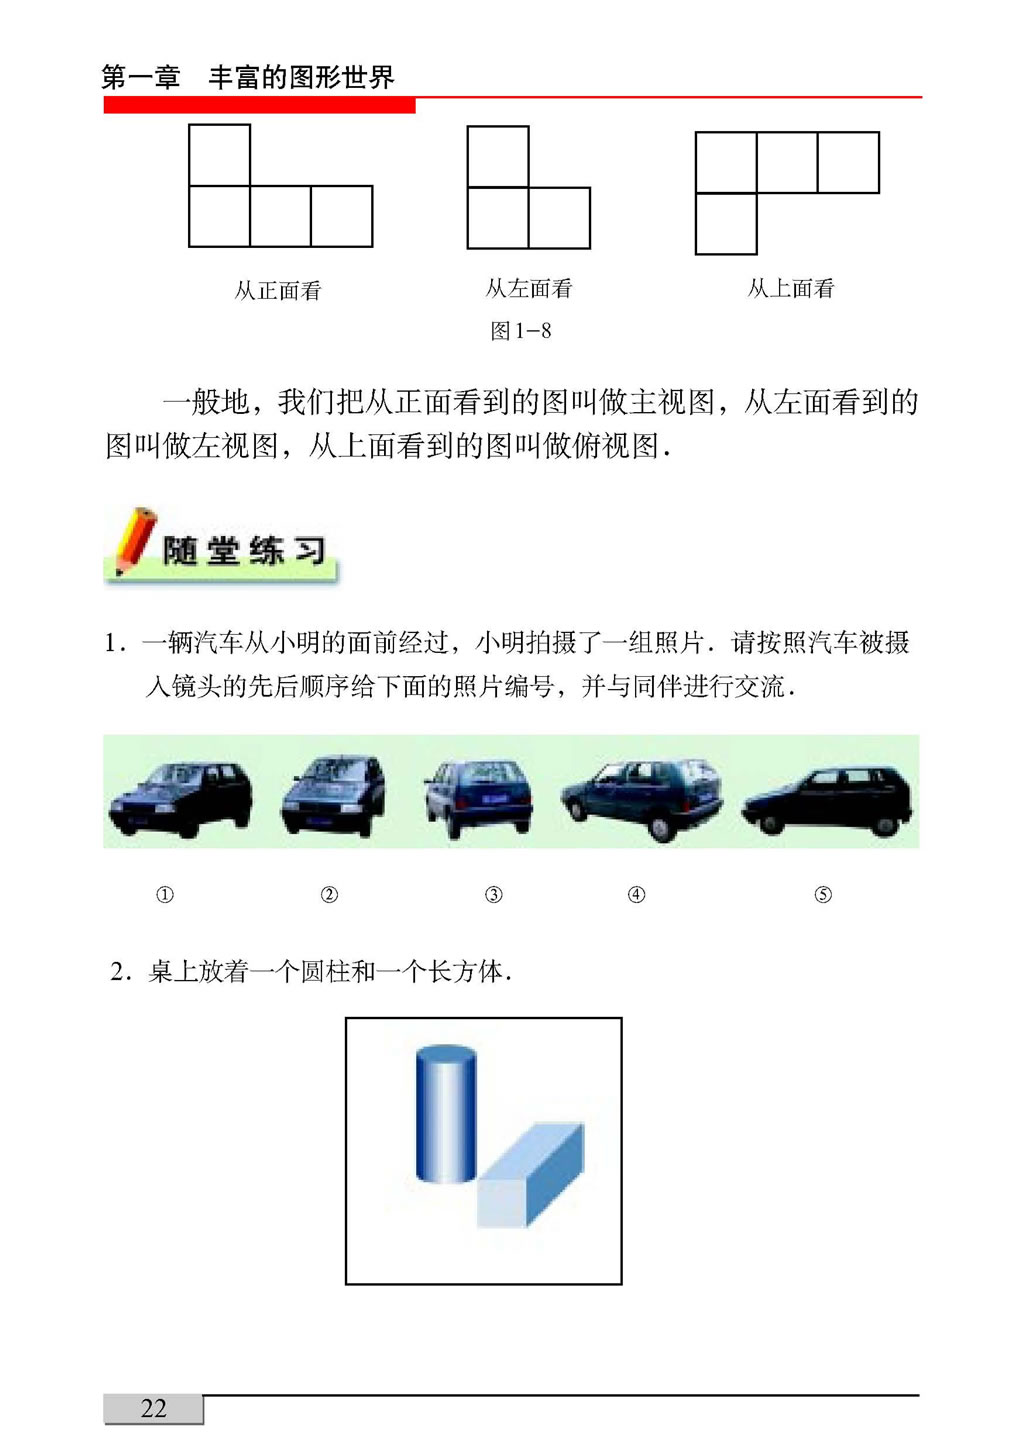 第一章 丰富的图形世界
从正面看 从左面看 从上面看
图1-8
一般地，我们把从正面看到的图叫做主视图，从左面看到的
图叫做左视图，从上面看到的图叫做俯视图．
随堂练习
1．一辆汽车从小明的面前经过，小明拍摄了一组照片．请按照汽车被摄
入镜头的先后顺序给下面的照片编号，并与同伴进行交流．
① ② ③ ④ ⑤
2．桌上放着一个圆柱和一个长方体．
22